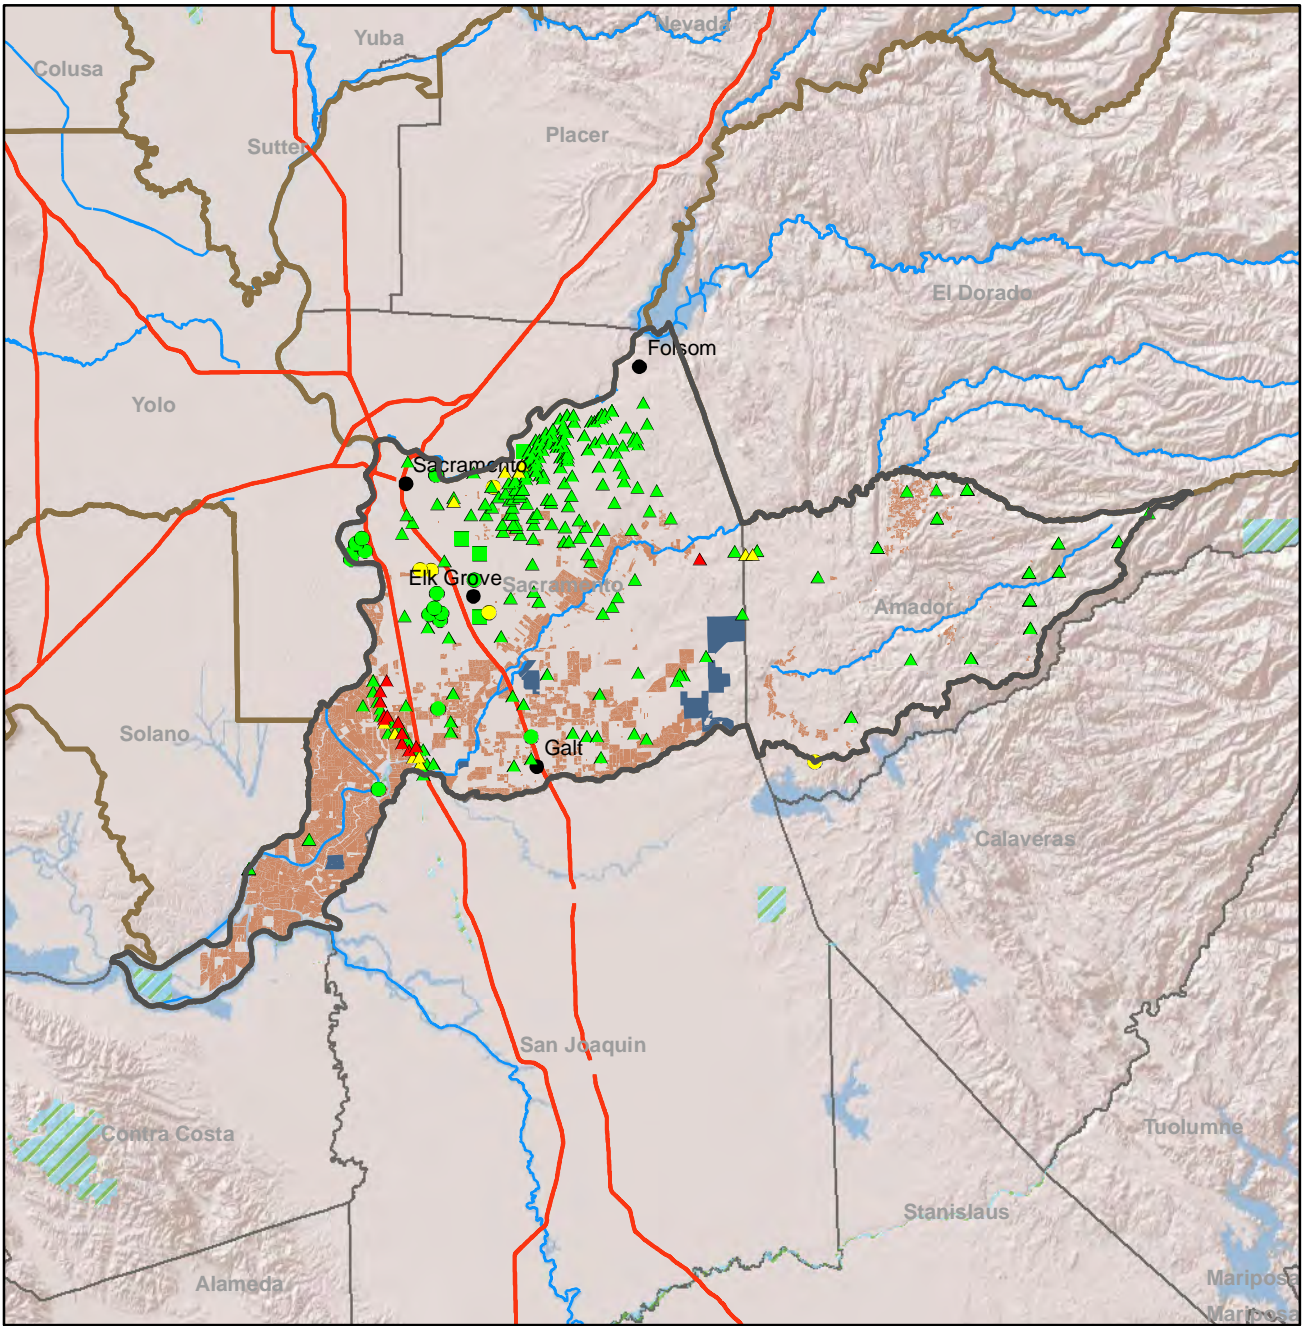 Nevada
Yuba
Colusa
Placer
Sutter
El Dorado
Folsom
Yolo
Sacramento
Elk Grove
Sacramento
Amador
Solano
Galt
Calaveras
San Joaquin
Contra Costa
Tuolumne
Stanislaus
Alameda
Mariposa
Mariposa